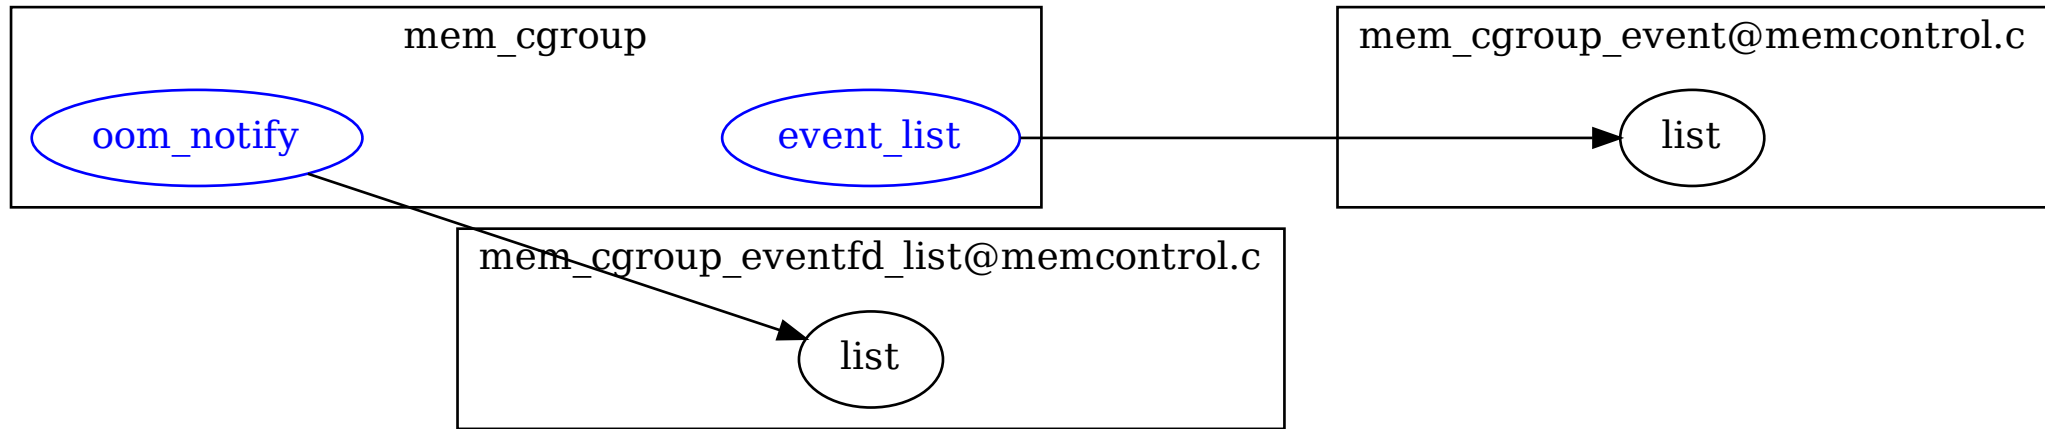 mem_cgroup
mem_cgroup_event@memcontrol.c
oom_notify
event_list
list
mem_cgroup_eventfd_list@memcontrol.c
list